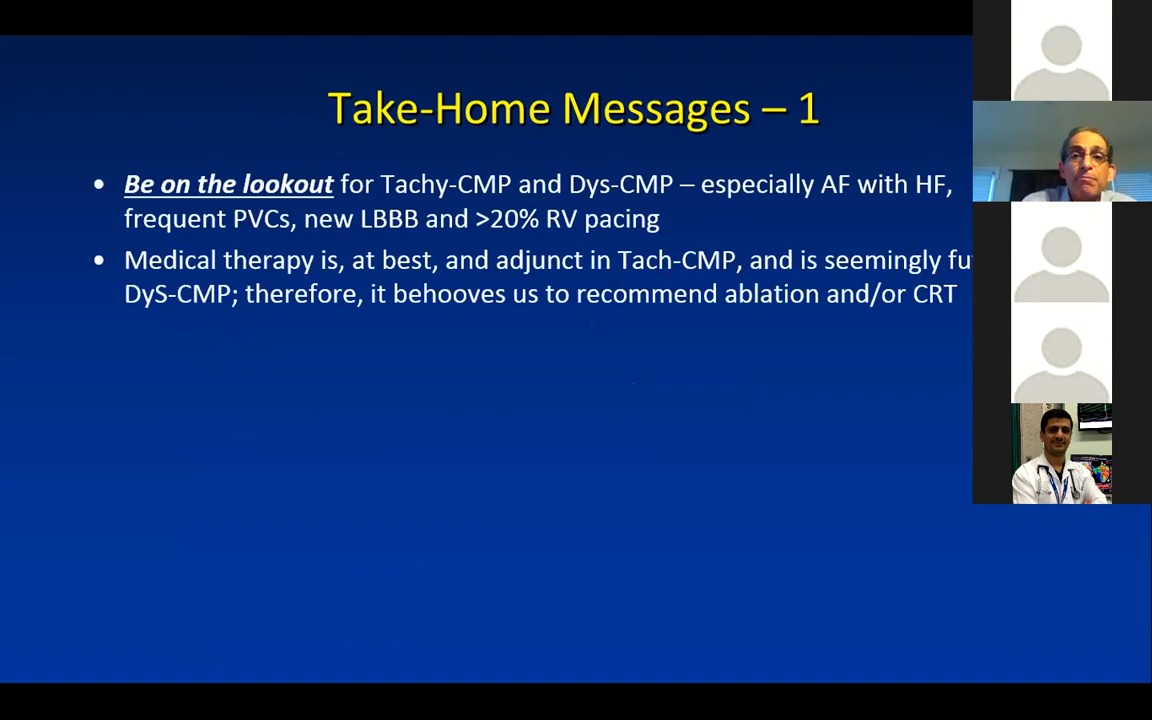 Take-Home Messages – 1
• Be on the lookout for Tachy-CMP and Dys-CMP – especially AF with HF,
frequent PVCs, new LBBB and >20% RV pacing
• Medical therapy is, at best, and adjunct in Tach-CMP, and is seemingly
DyS-CMP; therefore, it behooves us to recommend ablation and/or CRT